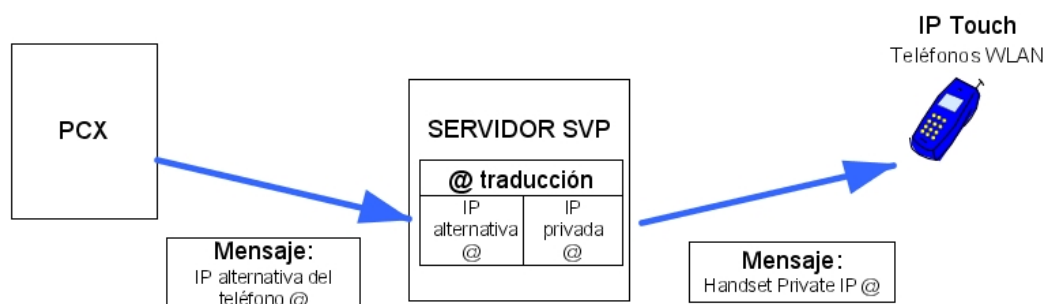 IP Touch
Teléfonos WLAN
PCX
SERVIDOR SVP
@ traducción
IP alternativa @
IP privada @
Mensaje:
IP alternativa del
teléfono @
Mensaje:
Handset Private IP @